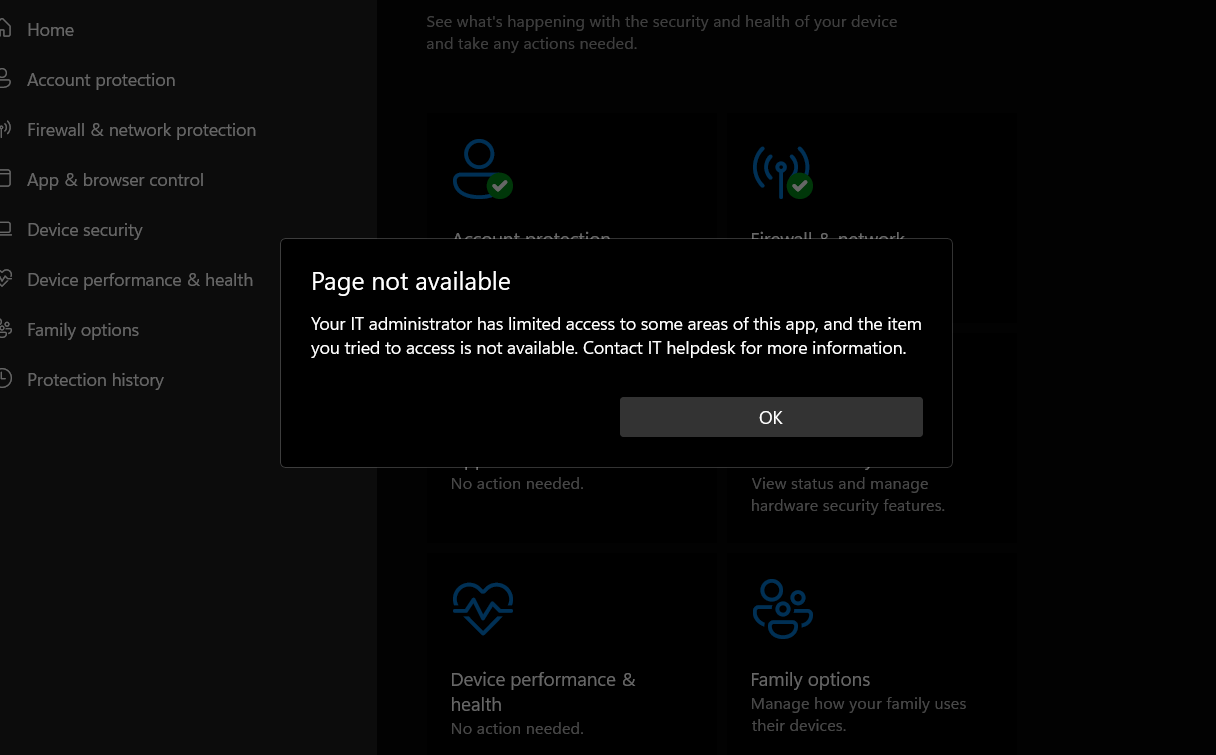 Home
Account protection
Firewall & network protection
App & browser control
Device security
Device performance & health
Family options
Protection history
See what's happening with the security and health of your device
and take any actions needed.
Account protection
Firewall & network
Page not available
Your IT administrator has limited access to some areas of this app, and the item
you tried to access is not available. Contact IT helpdesk for more information.
OK
No action needed.
View status and manage
hardware security features.
Device performance &
health
No action needed.
Family options
Manage how your family uses
their devices.